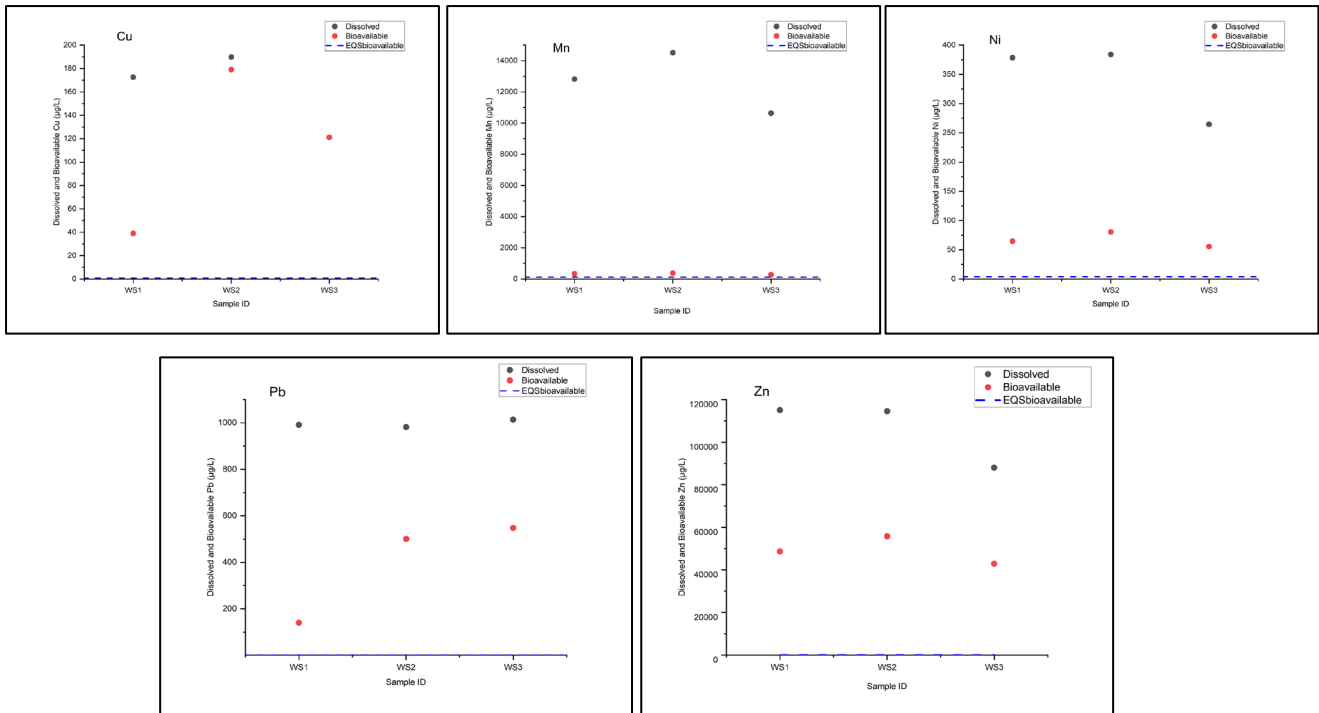 Cu
Dissolved
Bioavailable
EQSbioavailable
Dissolved and Bioavailable Cu (µg/L)
200
180
160
140
120
100
80
60
40
20
0
WS1 WS2 WS3
Sample ID
Mn
Dissolved
Bioavailable
EQSbioavailable
Dissolved and Bioavailable Mn (µg/L)
14000
12000
10000
8000
6000
4000
2000
0
WS1 WS2 WS3
Sample ID
Ni
Dissolved
Bioavailable
EQSbioavailable
Dissolved and Bioavailable Ni (µg/L)
400
350
300
250
200
150
100
50
0
WS1 WS2 WS3
Sample ID
Pb
Dissolved
Bioavailable
EQSbioavailable
Dissolved and Bioavailable Pb (µg/L)
1000
800
600
400
200
WS1 WS2 WS3
Sample ID
Zn
Dissolved
Bioavailable
EQSbioavailable
Dissolved and Bioavailable Zn (µg/L)
120000
100000
80000
60000
40000
20000
0
WS1 WS2 WS3
Sample ID